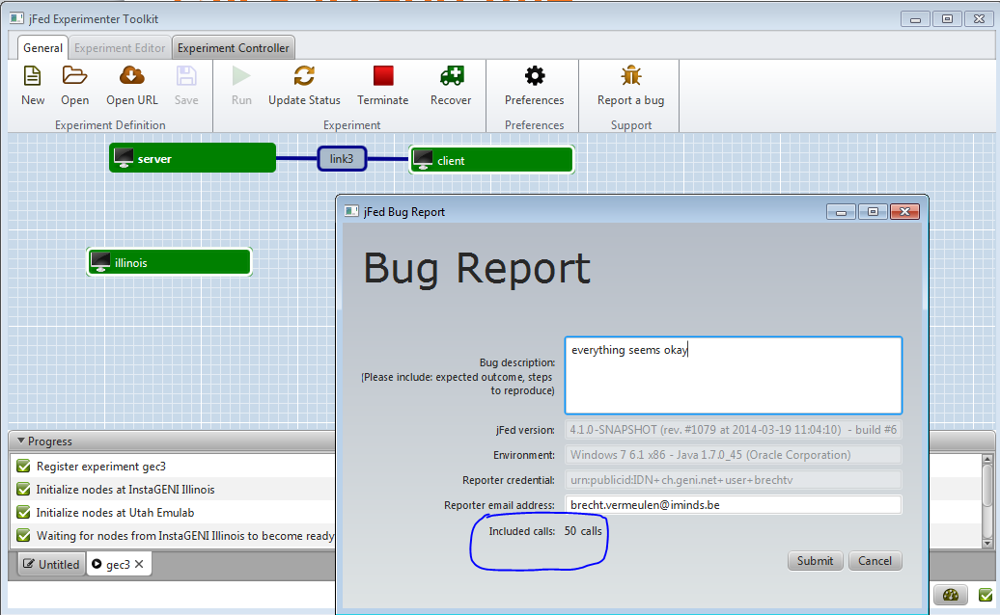 jFed Experimenter Toolkit
General Experiment Editor Experiment Controller
New Open Open URL Save Run Update Status Terminate Recover Preferences Report a bug
Experiment Definition Experiment Preferences Support
server link3 client
illinois
jFed Bug Report
Bug Report
everything seems okay
Bug description:
(Please include: expected outcome, steps
to reproduce)
jFed version: 4.1.0-SNAPSHOT (rev. #1079 at 2014-03-19 11:04:10) - build #6
Environment: Windows 7 6.1 x86 - Java 1.7.0_45 (Oracle Corporation)
Reporter credential: urn:publicid:IDN+ch.geni.net+user+brechtv
Reporter email address: brecht.vermeulen@iminds.be
Included calls: 50 calls
Submit Cancel
Progress
Register experiment gec3
Initialize nodes at InstaGENI Illinois
Initialize nodes at Utah Emulab
Waiting for nodes from InstaGENI Illinois to become ready
Untitled gec3